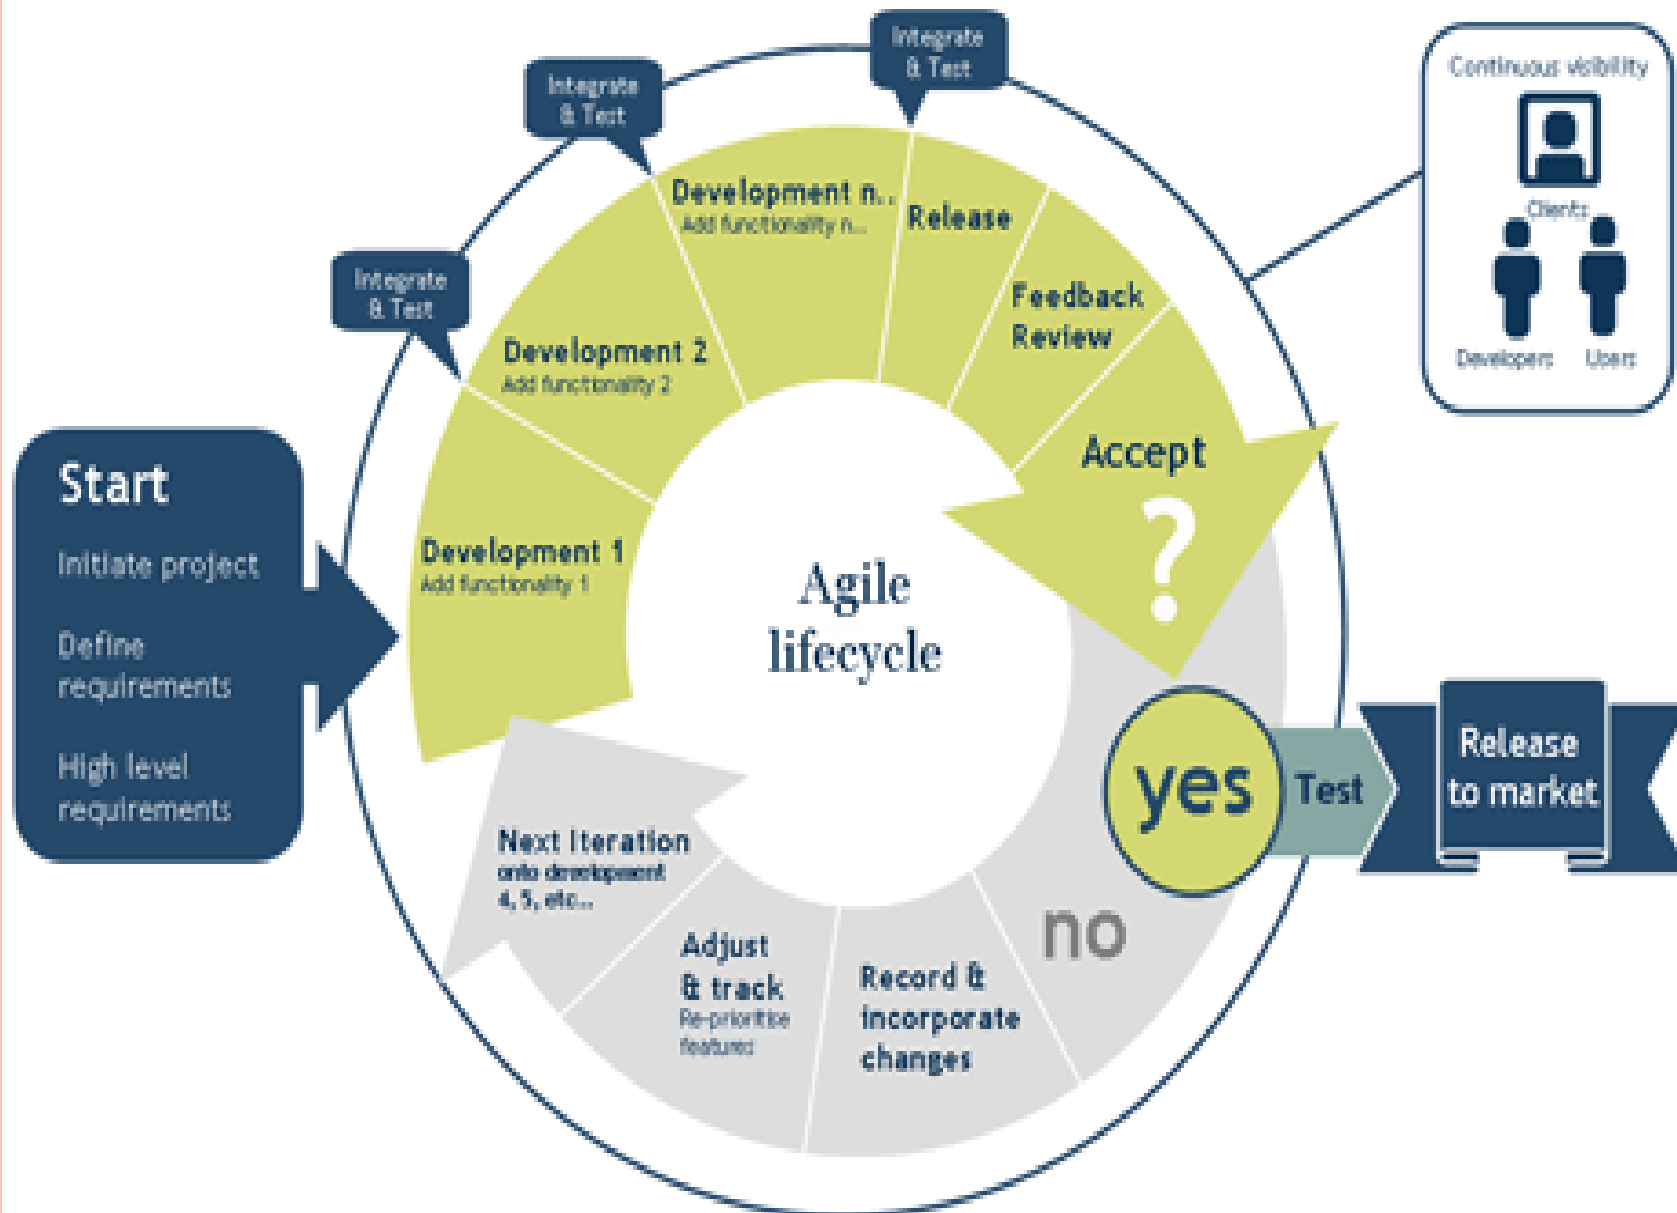 Start
Initiate project
Define
requirements
High level
requirements
Integrate
& Test
Integrate
& Test
Integrate
& Test
Development 1
Add functionality 1
Development 2
Add functionality 2
Development n..
Add functionality n...
Release
Feedback
Review
Accept
?
yes
Test
Release
to market
no
Record &
incorporate
changes
Adjust
& track
Re-prioritise
features
Next Iteration
onto development
4, 5, etc...
Agile
lifecycle
Continuous visibility
Clients
Developers
Users